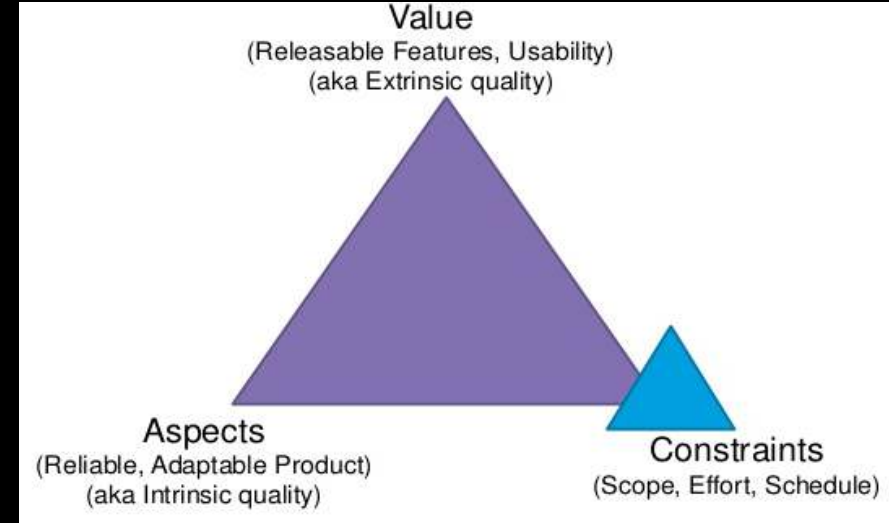 Value
(Releasable Features, Usability)
(aka Extrinsic quality)
Aspects
(Reliable, Adaptable Product)
(aka Intrinsic quality)
Constraints
(Scope, Effort, Schedule)